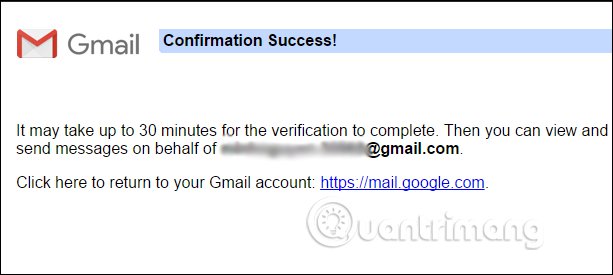 Gmail
Confirmation Success!
It may take up to 30 minutes for the verification to complete. Then you can view and
send messages on behalf of @gmail.com.
Click here to return to your Gmail account: https://mail.google.com.
Quantrimang